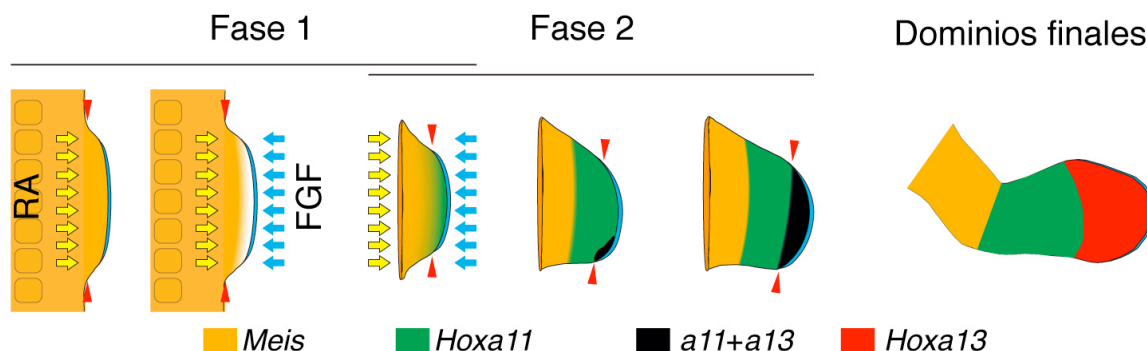 Fase 1
Fase 2
Dominios finales
RA
FGF
Meis
Hoxa11
a11+a13
Hoxa13